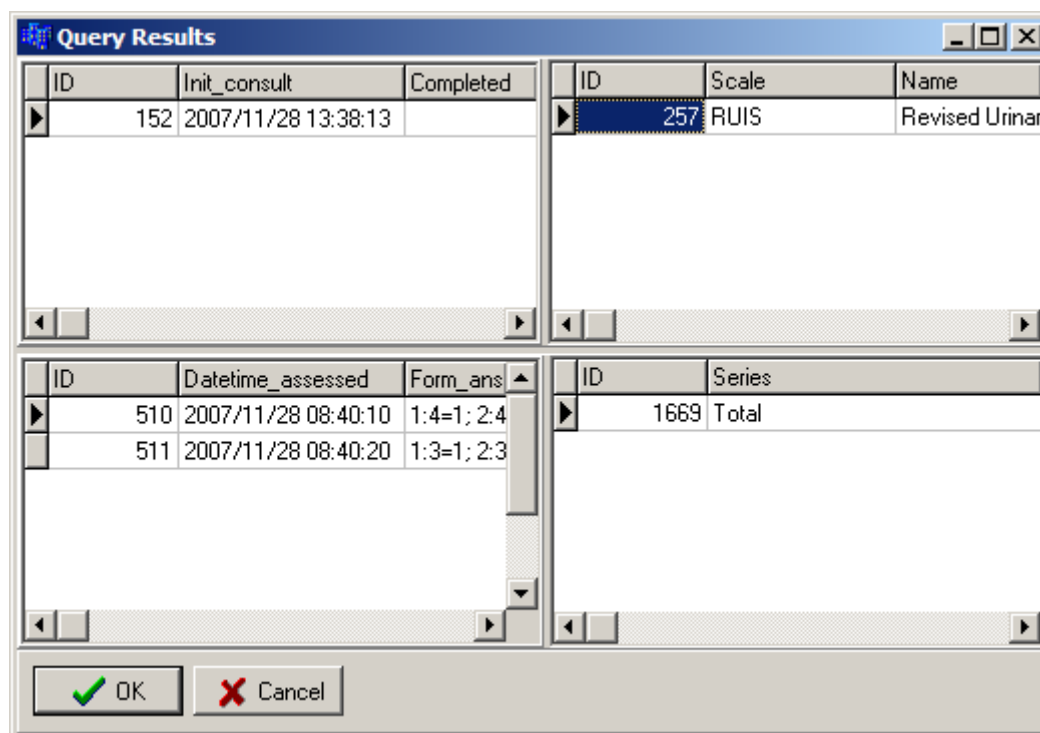 Query Results
ID Init_consult Completed
152 2007/11/28 13:38:13
ID Scale Name
257 RUIS Revised Urinar
ID Datetime_assessed Form_ans
510 2007/11/28 08:40:10 1:4=1; 2:4
511 2007/11/28 08:40:20 1:3=1; 2:3
ID Series
1669 Total
OK Cancel